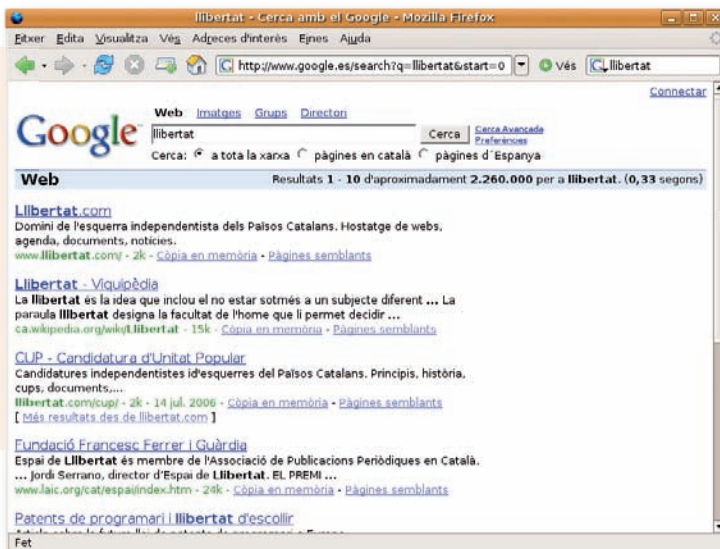 llibertat - Cerca amb el Google - Mozilla Firefox
Fitxer Edita Visualitza Vés Adreces d'interès Eines Ajuda
http://www.google.es/search?q=llibertat&start=0 Vés llibertat
Connectar
Web Imatges Grups Directori
Google llibertat Cerca Cerca Avançada
Preferències
Cerca: a tota la xarxa pàgines en català pàgines d´Espanya
Web Resultats 1 - 10 d'aproximadament 2.260.000 per a llibertat. (0,33 segons)
Llibertat.com
Domini de l'esquerra independentista dels Països Catalans. Hostatge de webs,
agenda, documents, notícies.
www.llibertat.com/ - 2k - Còpia en memòria - Pàgines semblants
Llibertat - Viquipèdia
La llibertat és la idea que inclou el no estar sotmés a un subjecte diferent ... La
paraula lllibertat designa la facultat de l'home que li permet decidir ...
ca.wikipedia.org/wiki/Llibertat - 15k - Còpia en memòria - Pàgines semblants
CUP - Candidatura d'Unitat Popular
Candidatures independentistes id'esquerres del Països Catalans. Principis, història,
cups, documents,...
llibertat.com/cup/ - 2k - 14 jul. 2006 - Còpia en memòria - Pàgines semblants
[ Més resultats des de llibertat.com ]
Fundació Francesc Ferrer i Guàrdia
Espai de Llibertat és membre de l'Associació de Publicacions Periòdiques en Català.
... Jordi Serrano, director d'Espai de Llibertat. EL PREMI ...
www.laic.org/cat/espai/index.htm - 24k - Còpia en memòria - Pàgines semblants
Patents de programari i llibertat d'escollir
Fet